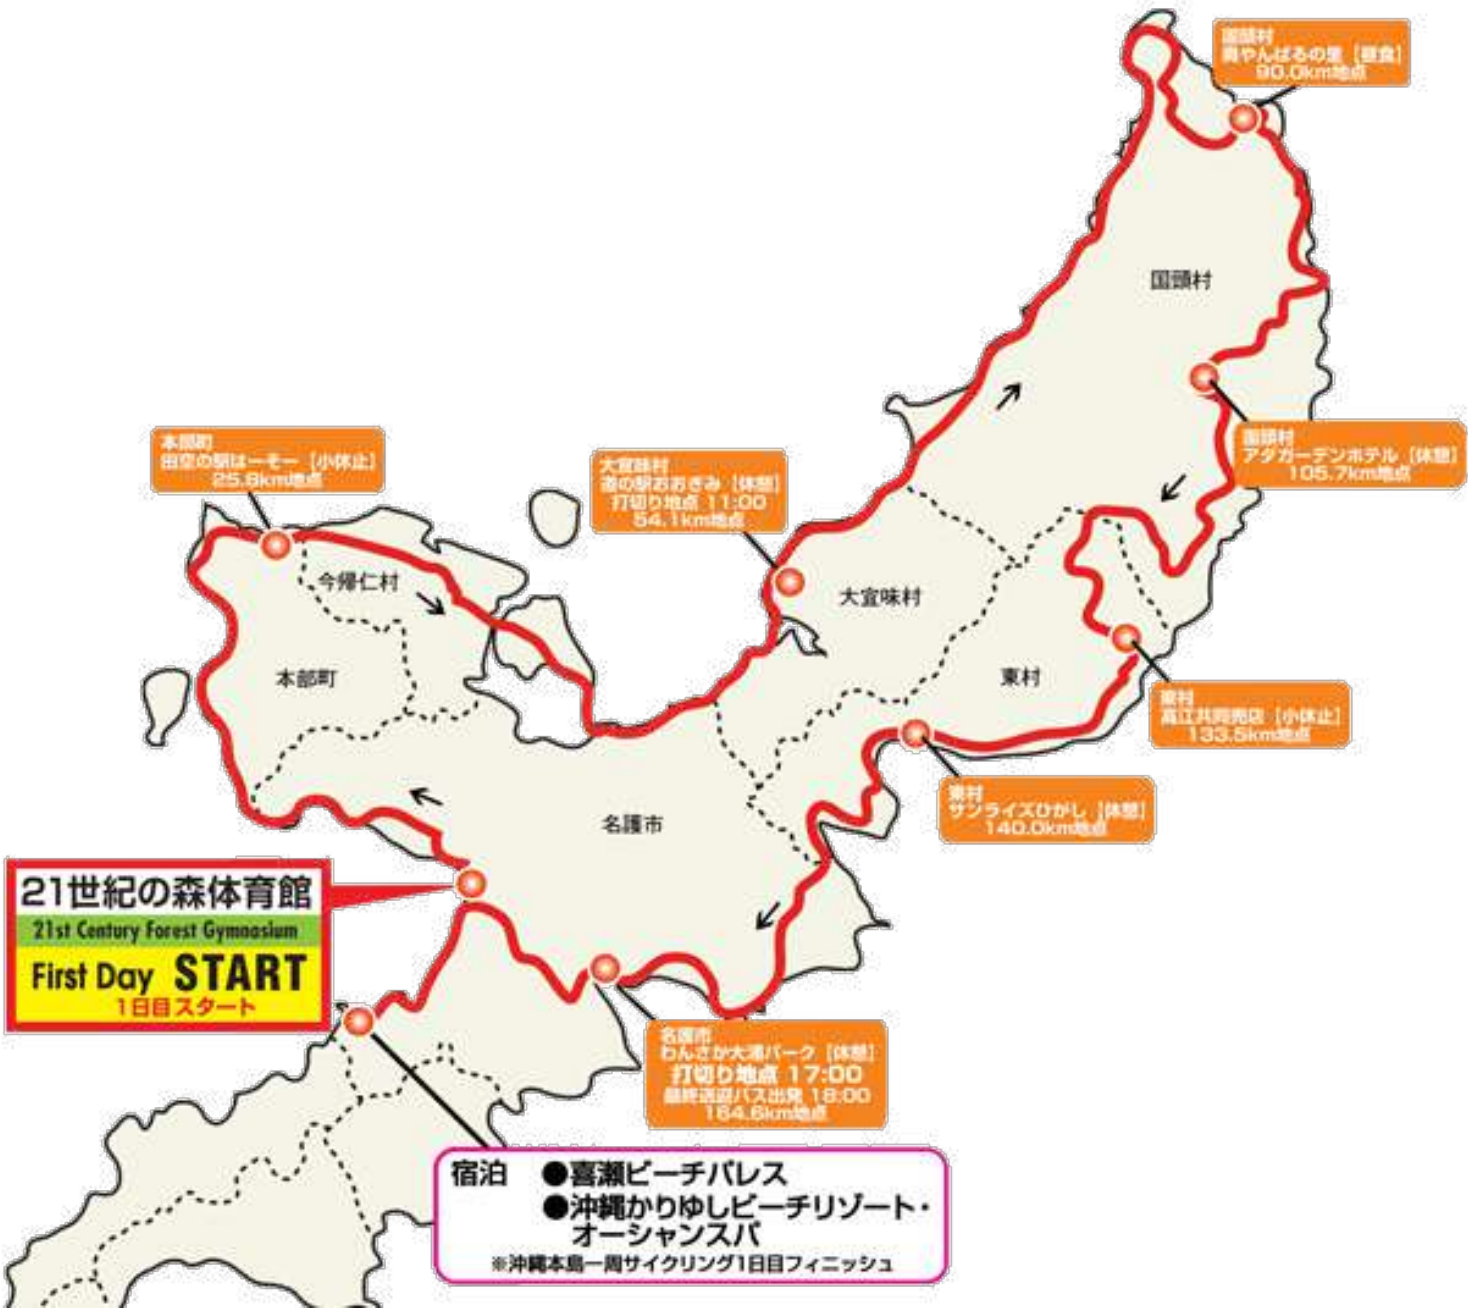 国頭村
奥やんばるの里［昼食］
90.0km地点
国頭村
国頭村
アダガーデンホテル［休憩］
105.7km地点
本部町
田空の駅はーそー［小休止］
25.8km地点
大宜味村
道の駅おおぎみ［休憩］
打切り地点 11:00
54.1km地点
今帰仁村
大宜味村
本部町
東村
東村
高江共同売店［小休止］
133.5km地点
東村
サンライズひがし［休憩］
140.0km地点
名護市
21世紀の森体育館
21st Century Forest Gymnasium
First Day START
1日目スタート
名護市
わんさか大浦パーク［休憩］
打切り地点 17:00
最終送迎バス出発 18:00
164.6km地点
宿泊 ●喜瀬ビーチパレス
●沖縄かりゆしビーチリゾート・
オーシャンスパ
※沖縄本島一周サイクリング1日目フィニッシュ